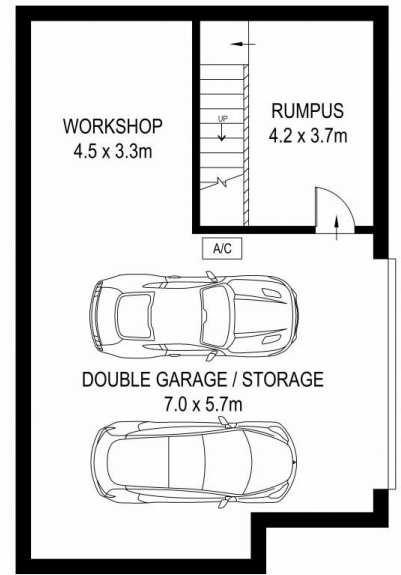 WORKSHOP
4.5 x 3.3m
UP
RUMPUS
4.2 x 3.7m
A/C
DOUBLE GARAGE / STORAGE
7.0 x 5.7m